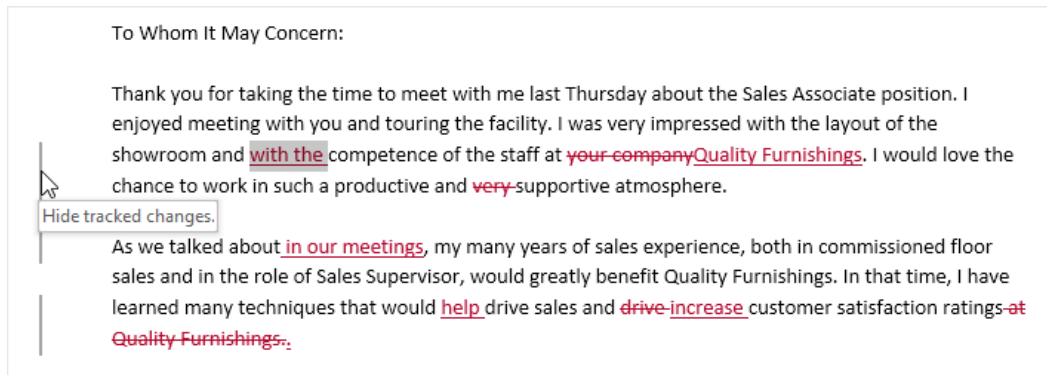 To Whom It May Concern:
Thank you for taking the time to meet with me last Thursday about the Sales Associate position. I
enjoyed meeting with you and touring the facility. I was very impressed with the layout of the
showroom and with the competence of the staff at your companyQuality Furnishings. I would love the
chance to work in such a productive and very supportive atmosphere.
Hide tracked changes.
As we talked about in our meetings, my many years of sales experience, both in commissioned floor
sales and in the role of Sales Supervisor, would greatly benefit Quality Furnishings. In that time, I have
learned many techniques that would help drive sales and drive increase customer satisfaction ratings at
Quality Furnishings..